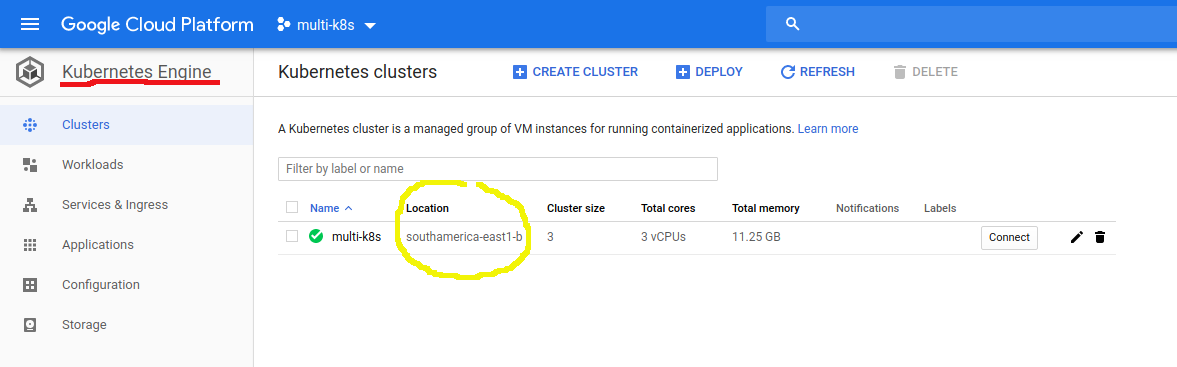 Google Cloud Platform multi-k8s
Kubernetes Engine
Kubernetes clusters CREATE CLUSTER DEPLOY REFRESH DELETE
Clusters
Workloads
Services & Ingress
Applications
Configuration
Storage
A Kubernetes cluster is a managed group of VM instances for running containerized applications. Learn more
Filter by label or name
Name Location Cluster size Total cores Total memory Notifications Labels
multi-k8s southamerica-east1-b 3 3 vCPUs 11.25 GB Connect